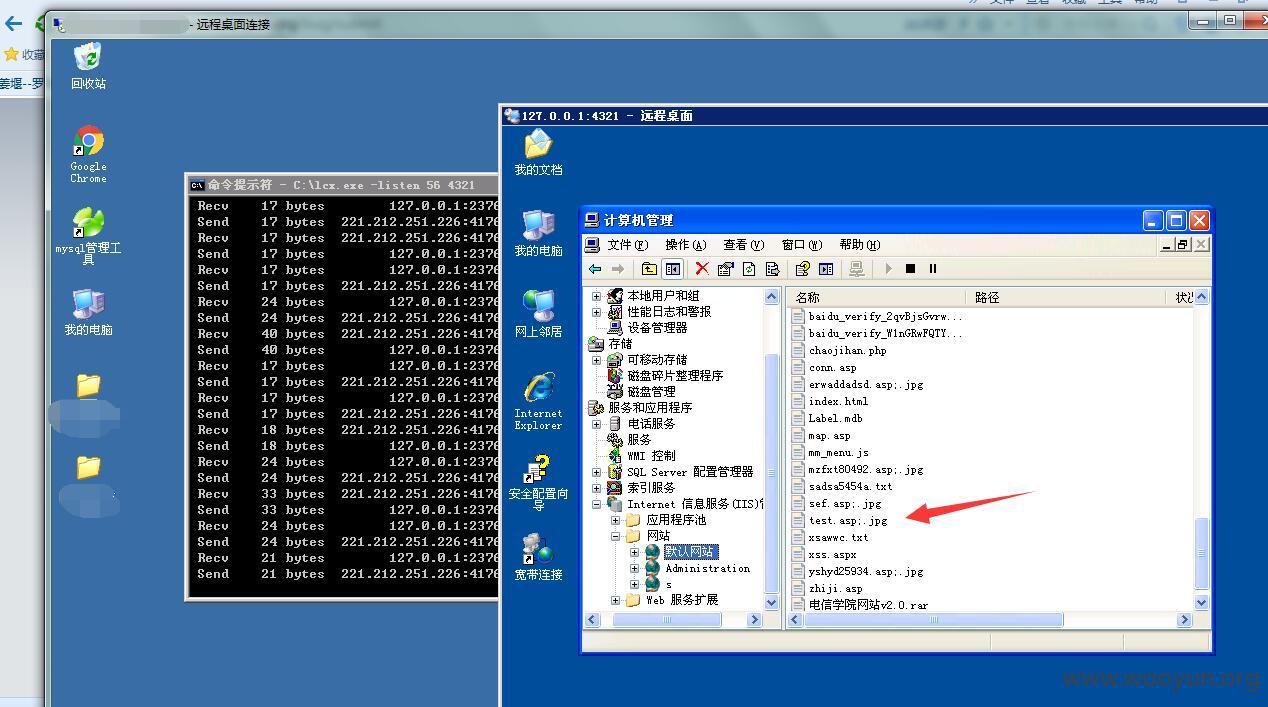 文件 查看 收藏 工具 帮助
- 远程桌面连接
收藏
姜堰--罗
回收站
Google
Chrome
mysql管理工
具
我的电脑
命令提示符 - C:\lcx.exe -listen 56 4321
Recv 17 bytes 127.0.0.1:2376
Send 17 bytes 221.212.251.226:4176
Recv 17 bytes 221.212.251.226:4176
Send 17 bytes 127.0.0.1:2376
Recv 17 bytes 127.0.0.1:2376
Send 17 bytes 221.212.251.226:4176
Recv 24 bytes 127.0.0.1:2376
Send 24 bytes 221.212.251.226:4176
Recv 40 bytes 221.212.251.226:4176
Send 40 bytes 127.0.0.1:2376
Recv 17 bytes 127.0.0.1:2376
Send 17 bytes 221.212.251.226:4176
Recv 17 bytes 127.0.0.1:2376
Send 17 bytes 221.212.251.226:4176
Recv 18 bytes 221.212.251.226:4176
Send 18 bytes 127.0.0.1:2376
Recv 24 bytes 127.0.0.1:2376
Send 24 bytes 221.212.251.226:4176
Recv 33 bytes 221.212.251.226:4176
Send 33 bytes 127.0.0.1:2376
Recv 24 bytes 127.0.0.1:2376
Send 24 bytes 221.212.251.226:4176
Recv 21 bytes 127.0.0.1:2376
Send 21 bytes 221.212.251.226:4176
127.0.0.1:4321 - 远程桌面
我的文档
我的电脑
网上邻居
Internet
Explorer
安全配置向
导
宽带连接
计算机管理
文件(F) 操作(A) 查看(V) 窗口(W) 帮助(H)
本地用户和组
性能日志和警报
设备管理器
存储
可移动存储
磁盘碎片整理程序
磁盘管理
服务和应用程序
电话服务
服务
WMI 控制
SQL Server 配置管理器
索引服务
Internet 信息服务(IIS)
应用程序池
网站
默认网站
Administration
s
Web 服务扩展
名称 路径 状
baidu_verify_2qvBjsGvrw...
baidu_verify_W1nGRwFQTY...
chaojihan.php
conn.asp
erwaddadsd.asp;.jpg
index.html
Label.mdb
map.asp
mm_menu.js
mzfxt80492.asp;.jpg
sadsa5454a.txt
sef.asp;.jpg
test.asp;.jpg
xsawwc.txt
xss.aspx
yshyd25934.asp;.jpg
zhiji.asp
电信学院网站v2.0.rar
www.wooyun.org